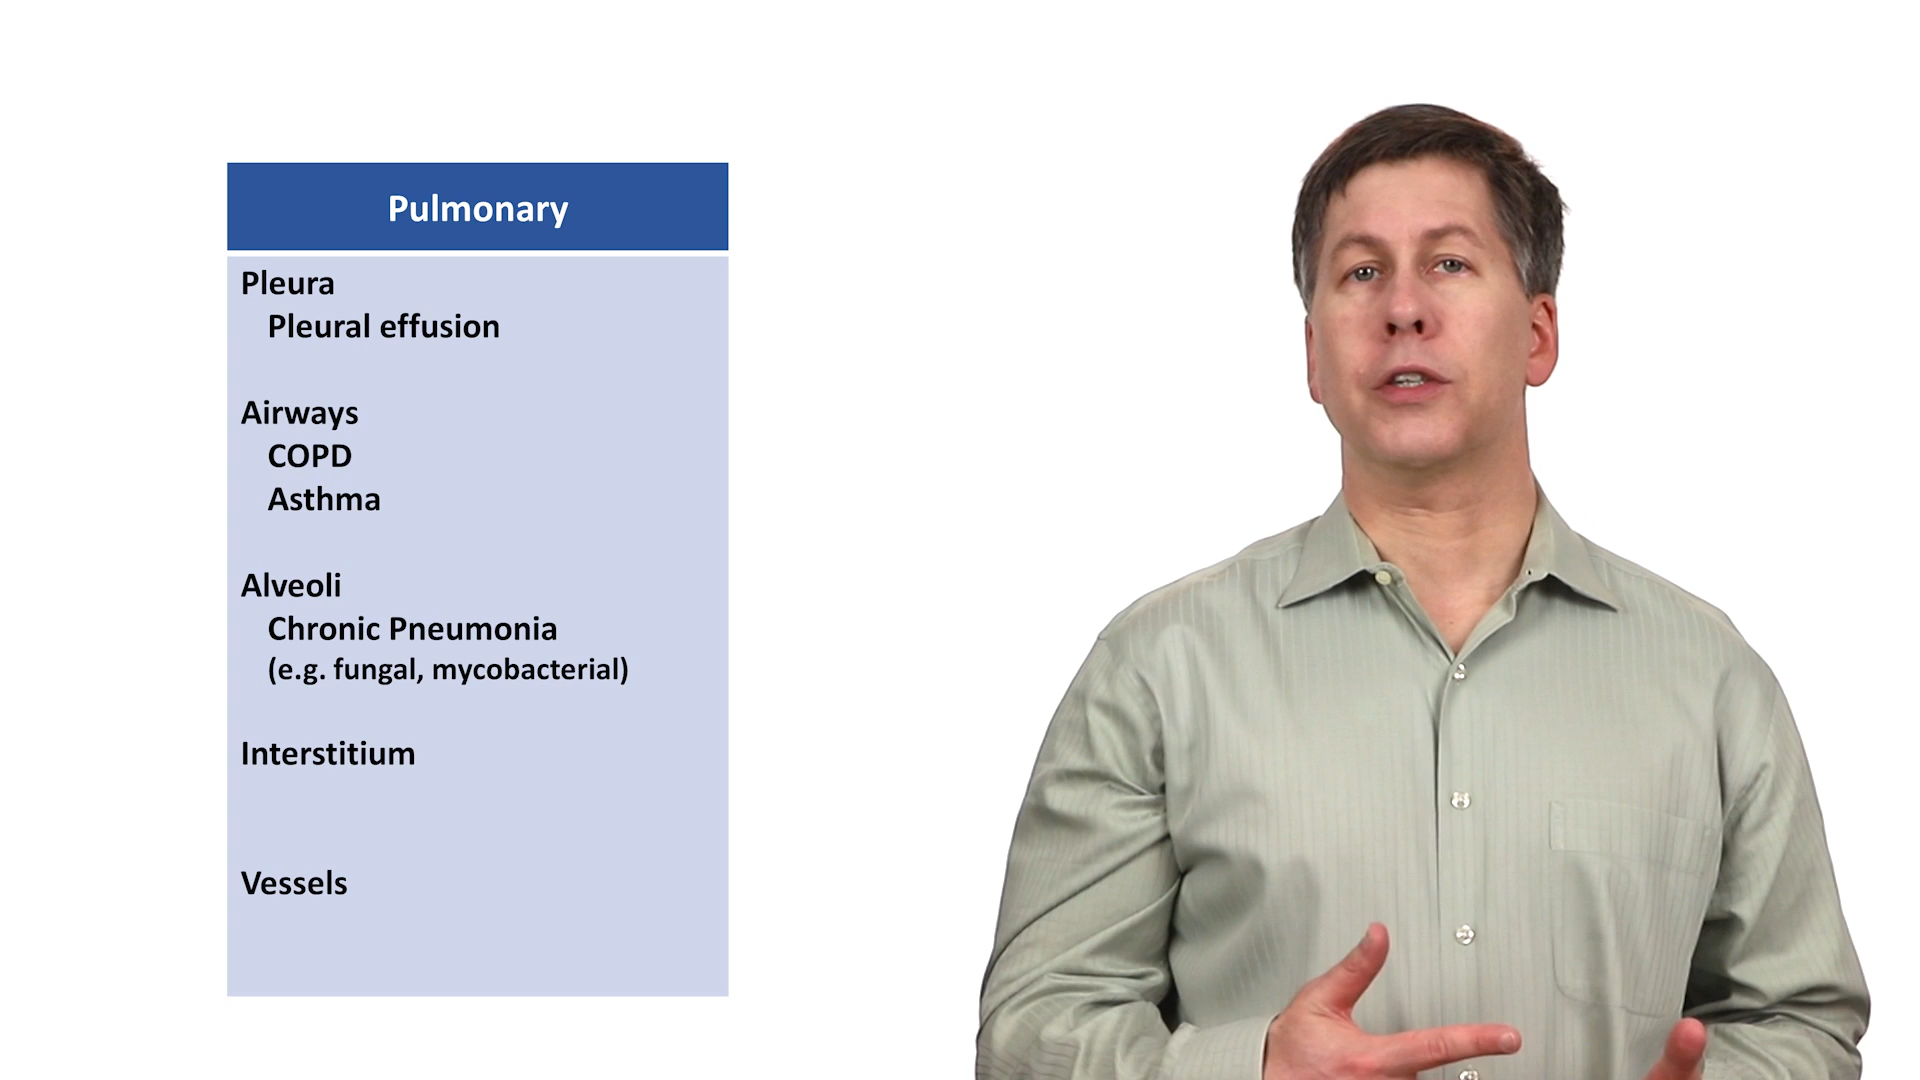 Pulmonary
Pleura
Pleural effusion
Airways
COPD
Asthma
Alveoli
Chronic Pneumonia
(e.g. fungal, mycobacterial)
Interstitium
Vessels